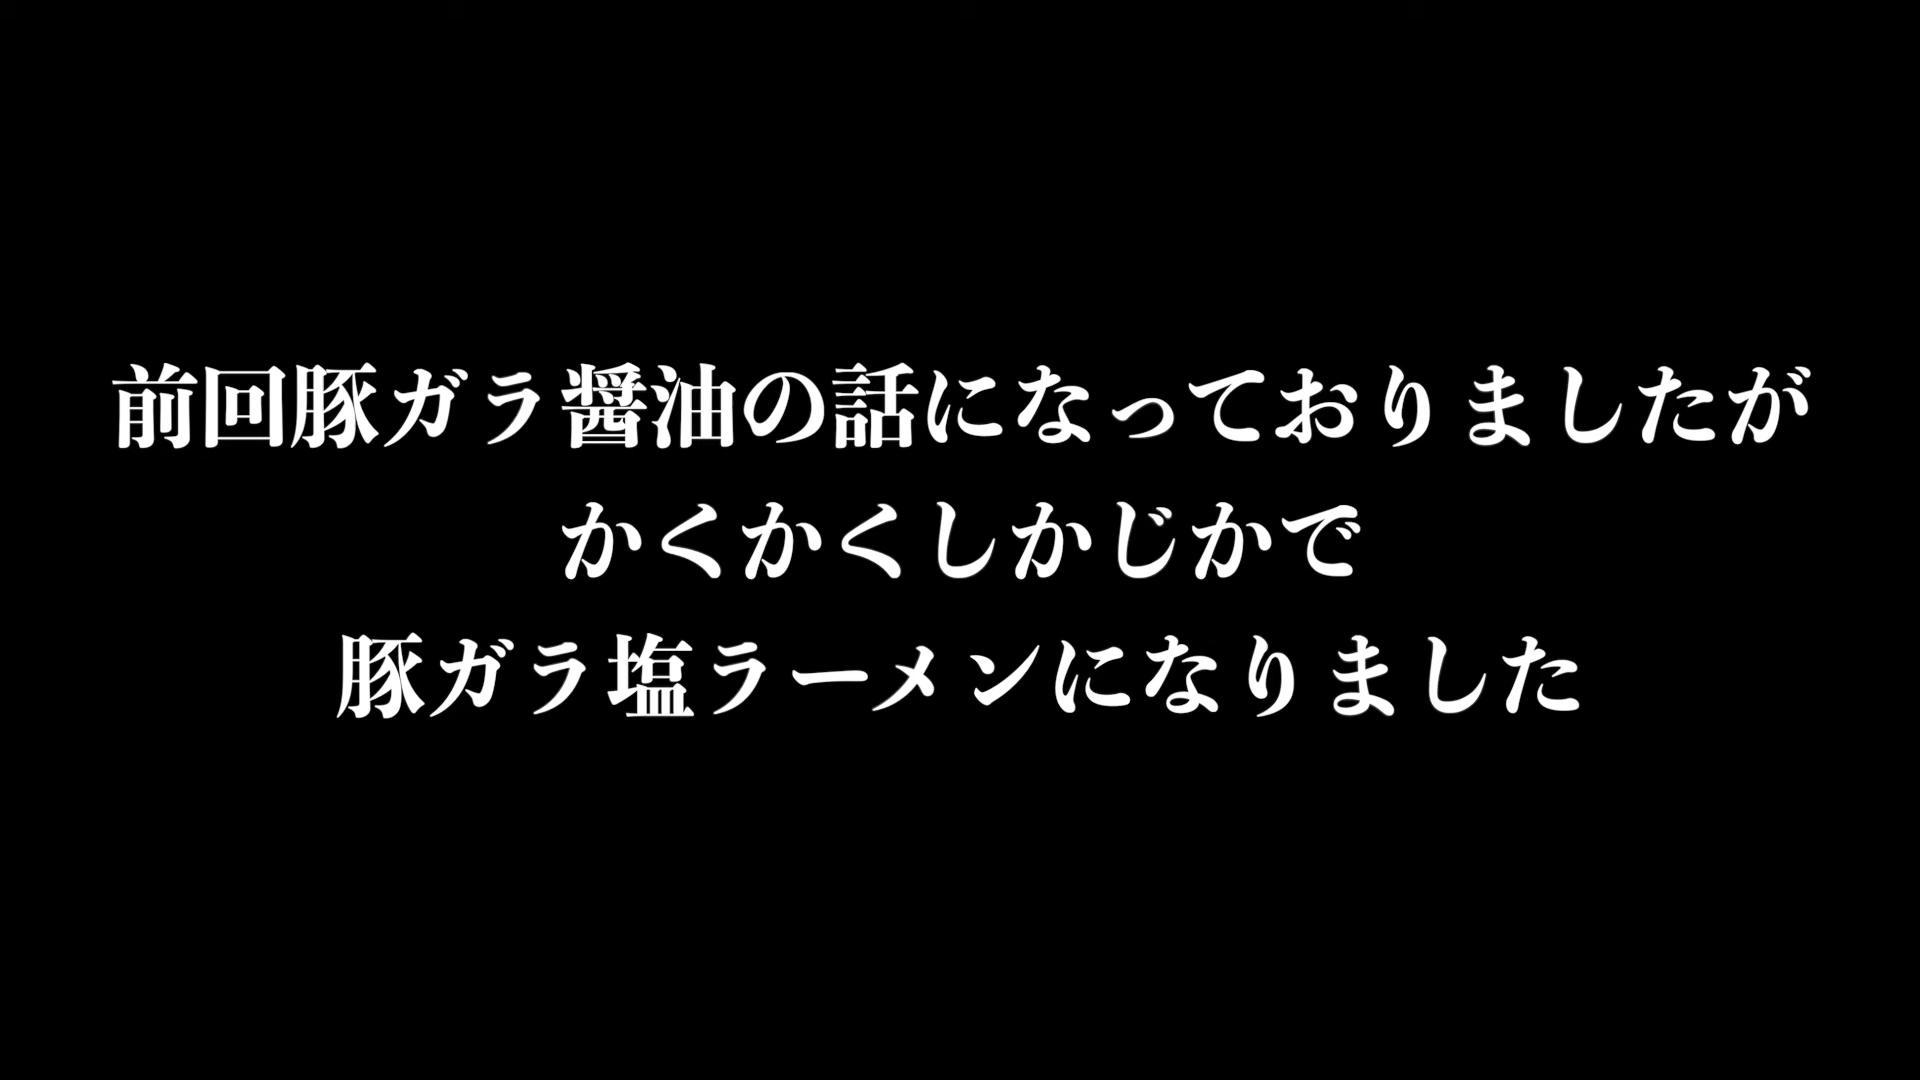 前回豚ガラ醤油の話になっておりましたが
かくかくしかじかで
豚ガラ塩ラーメンになりました